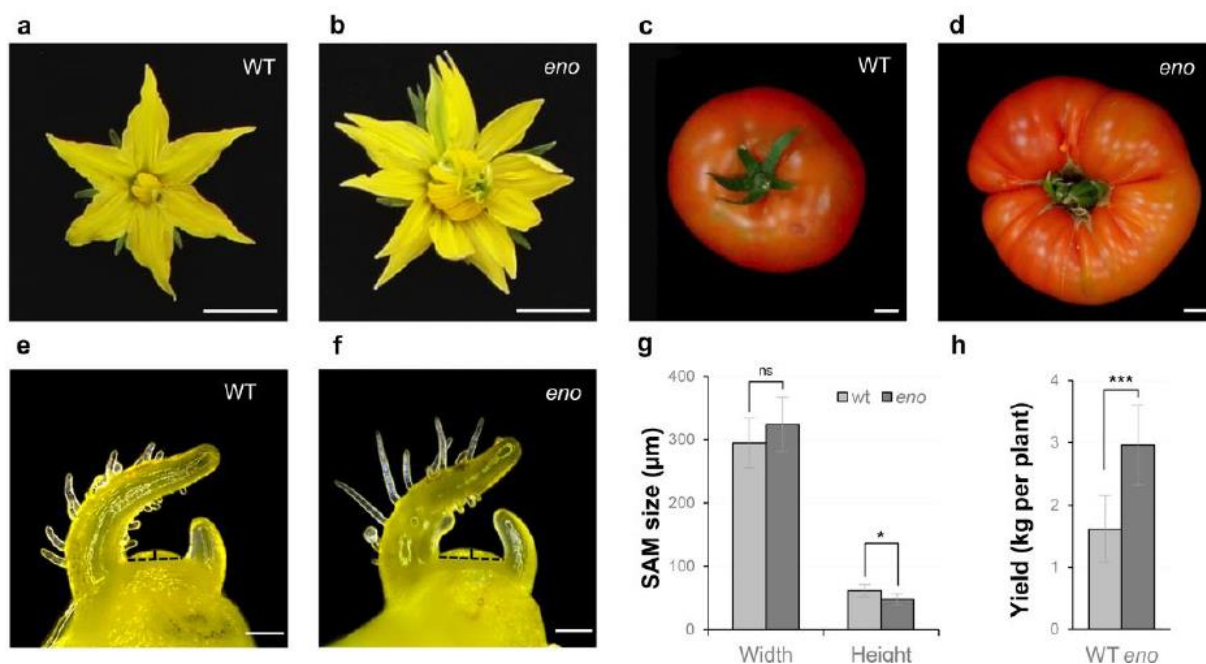 a
WT
b
eno
c
WT
d
eno
e
WT
f
eno
g
SAM size (µm)
400
300
200
100
0
ns
*
wt eno
Width Height
h
Yield (kg per plant)
4
3
2
1
0
***
WT eno